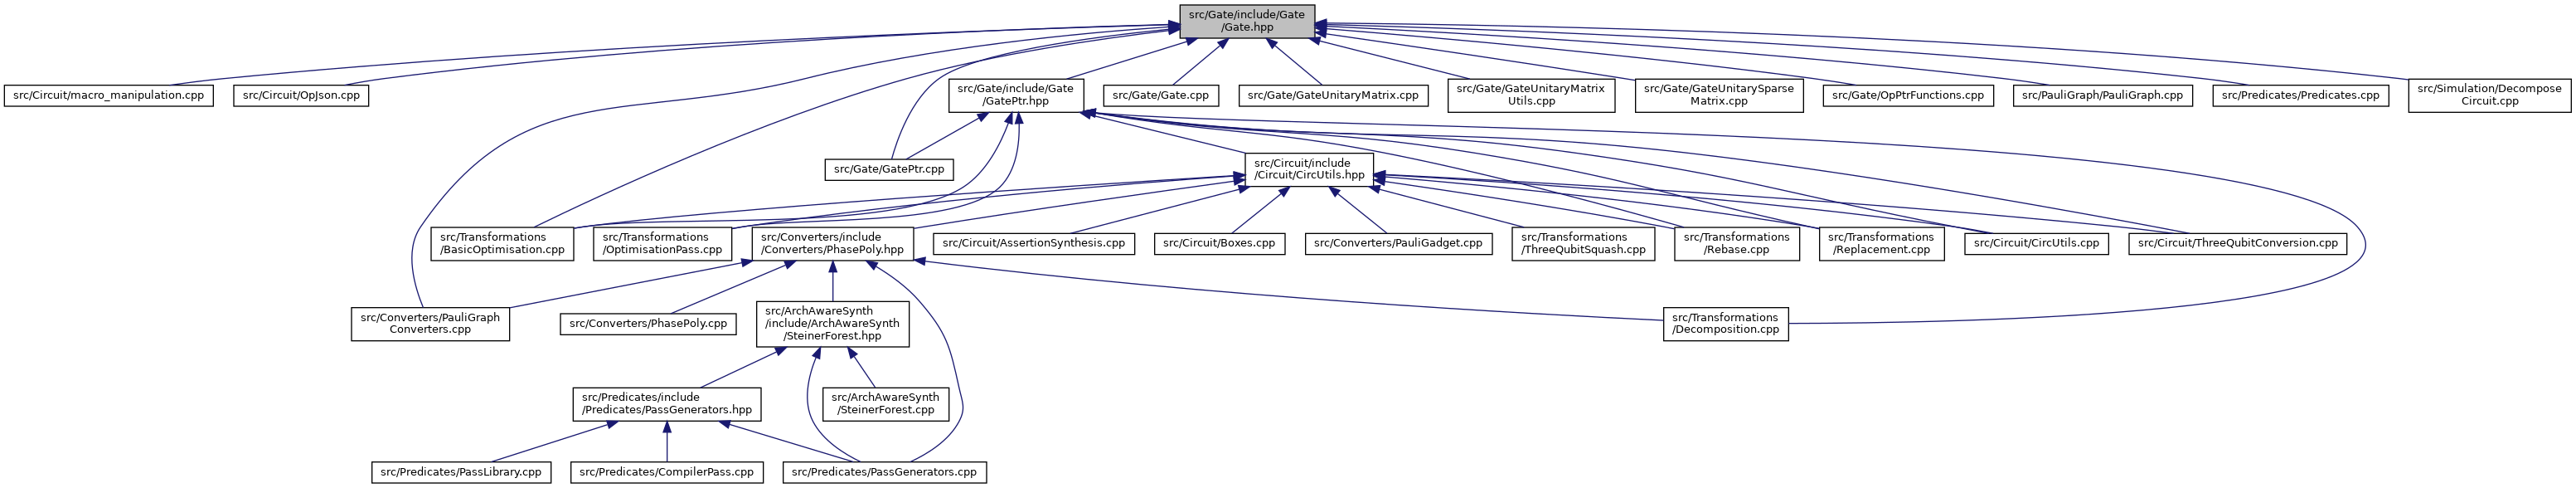 src/Gate/include/Gate
/Gate.hpp
src/Circuit/macro_manipulation.cpp
src/Circuit/OpJson.cpp
src/Gate/include/Gate
/GatePtr.hpp
src/Gate/Gate.cpp
src/Gate/GateUnitaryMatrix.cpp
src/Gate/GateUnitaryMatrix
Utils.cpp
src/Gate/GateUnitarySparse
Matrix.cpp
src/Gate/OpPtrFunctions.cpp
src/PauliGraph/PauliGraph.cpp
src/Predicates/Predicates.cpp
src/Simulation/Decompose
Circuit.cpp
src/Gate/GatePtr.cpp
src/Circuit/include
/Circuit/CircUtils.hpp
src/Transformations
/BasicOptimisation.cpp
src/Transformations
/OptimisationPass.cpp
src/Converters/include
/Converters/PhasePoly.hpp
src/Circuit/AssertionSynthesis.cpp
src/Circuit/Boxes.cpp
src/Converters/PauliGadget.cpp
src/Transformations
/ThreeQubitSquash.cpp
src/Transformations
/Rebase.cpp
src/Transformations
/Replacement.cpp
src/Circuit/CircUtils.cpp
src/Circuit/ThreeQubitConversion.cpp
src/Converters/PauliGraph
Converters.cpp
src/Converters/PhasePoly.cpp
src/ArchAwareSynth
/include/ArchAwareSynth
/SteinerForest.hpp
src/Transformations
/Decomposition.cpp
src/Predicates/include
/Predicates/PassGenerators.hpp
src/ArchAwareSynth
/SteinerForest.cpp
src/Predicates/PassLibrary.cpp
src/Predicates/CompilerPass.cpp
src/Predicates/PassGenerators.cpp